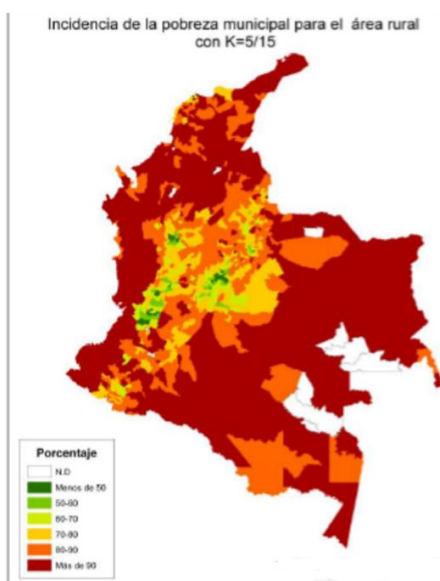 Incidencia de la pobreza municipal para el área rural
con K=5/15
Porcentaje
N.D
Menos de 50
50-60
60-70
70-80
80-90
Más de 90